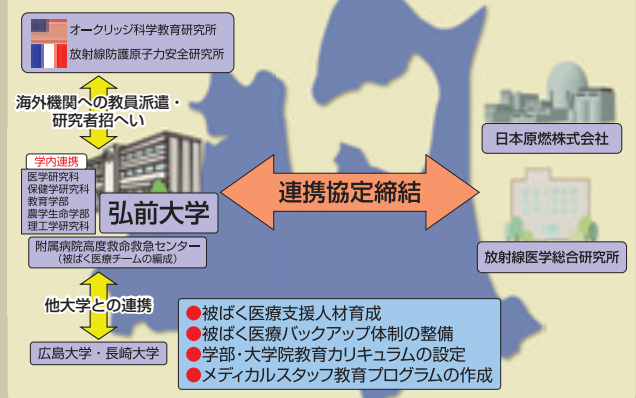 オークリッジ科学教育研究所
放射線防護原子力安全研究所
海外機関への教員派遣・
研究者招へい
学内連携
医学研究科
保健学研究科
教育学部
農学生命学部
理工学研究科
弘前大学
附属病院高度救命救急センター
(被ばく医療チームの編成)
他大学との連携
広島大学・長崎大学
連携協定締結
日本原燃株式会社
放射線医学総合研究所
●被ばく医療支援人材育成
●被ばく医療バックアップ体制の整備
●学部・大学院教育カリキュラムの設定
●メディカルスタッフ教育プログラムの作成